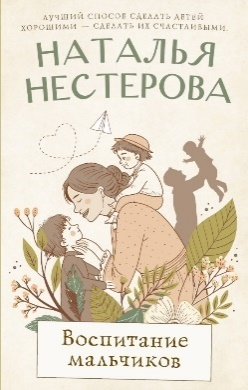 ЛУЧШИЙ СПОСОБ СДЕЛАТЬ ДЕТЕЙ
ХОРОШИМИ — СДЕЛАТЬ ИХ СЧАСТЛИВЫМИ.
НАТАЛЬЯ
НЕСТЕРОВА
Воспитание
мальчиков